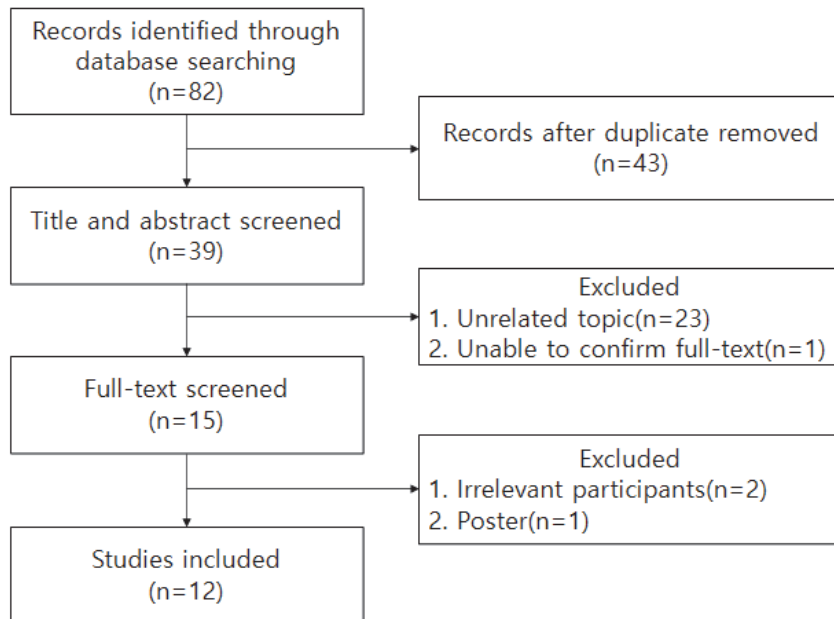 Records identified through
database searching
(n=82)
Records after duplicate removed
(n=43)
Title and abstract screened
(n=39)
Excluded
1. Unrelated topic(n=23)
2. Unable to confirm full-text(n=1)
Full-text screened
(n=15)
Excluded
1. Irrelevant participants(n=2)
2. Poster(n=1)
Studies included
(n=12)